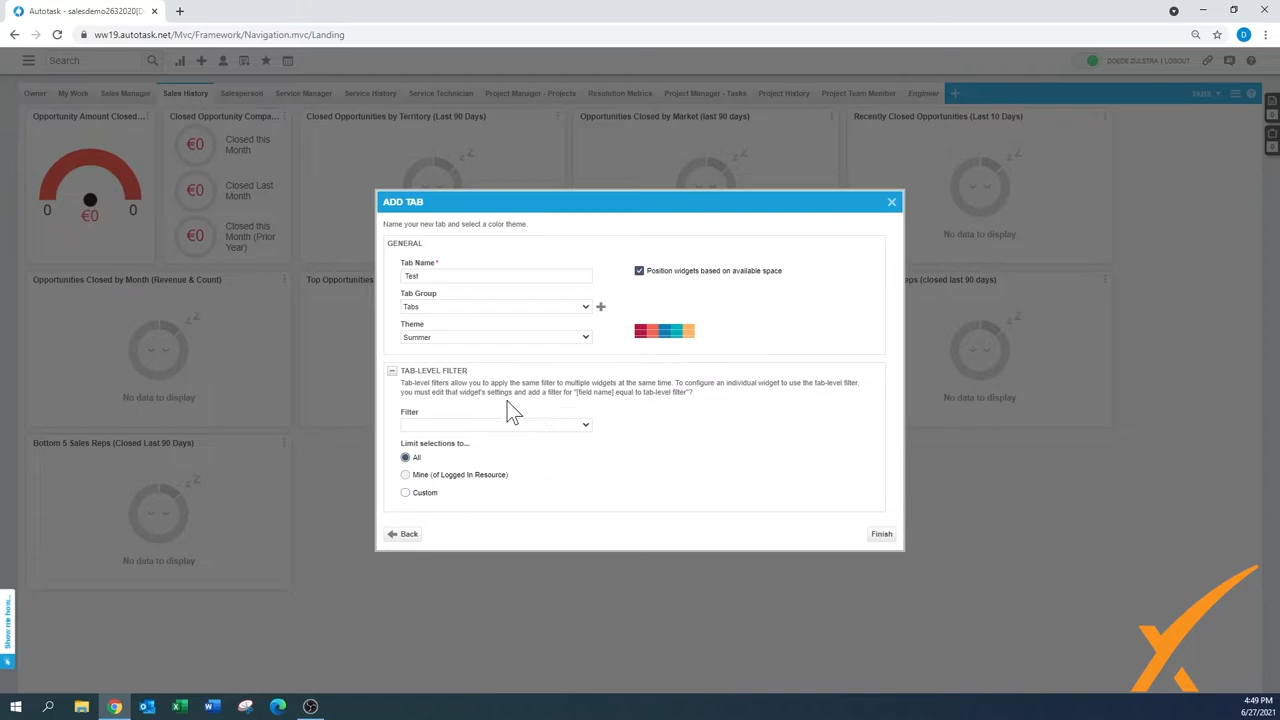 Autotask - salesdemo2632020[D
ww19.autotask.net/Mvc/Framework/Navigation.mvc/Landing
D
Search...
DOEDE ZIJLSTRA | LOGOUT
Owner My Work Sales Manager Sales History Salesperson Service Manager Service History Service Technician Project Manager - Projects Resolution Metrics Project Manager - Tasks Project History Project Team Member Engineer
Opportunity Amount Closed...
Closed Opportunity Compa...
Closed Opportunities by Territory (Last 90 Days)
Opportunities Closed by Market (last 90 days)
Recently Closed Opportunities (Last 10 Days)
0 €0 0
€0 Closed this Month
€0 Closed Last Month
€0 Closed this Month (Prior Year)
No data to display
ADD TAB
Name your new tab and select a color theme.
GENERAL
Tab Name*
Test
Position widgets based on available space
Tab Group
Tabs
Theme
Summer
TAB-LEVEL FILTER
Tab-level filters allow you to apply the same filter to multiple widgets at the same time. To configure an individual widget to use the tab-level filter,
you must edit that widget's settings and add a filter for "[field name] equal to tab-level filter"?
Filter
Limit selections to...
All
Mine (of Logged In Resource)
Custom
Back
Finish
Opportunities Closed by Month (Revenue & Count)
Top Opportunities
eps (closed last 90 days)
No data to display
No data to display
Bottom 5 Sales Reps (Closed Last 90 Days)
No data to display
Show me how...
4:49 PM
6/27/2021